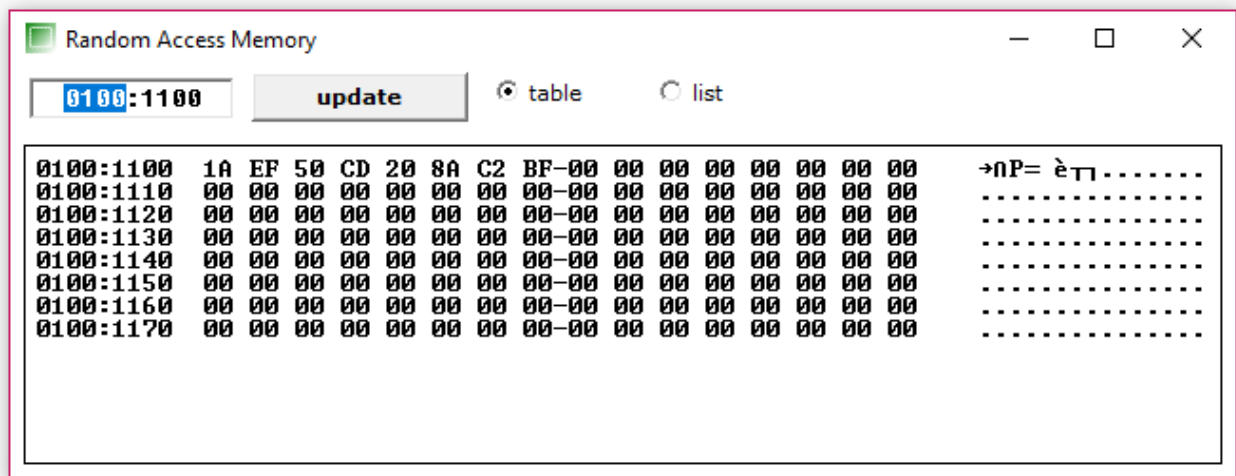 Random Access Memory
0100:1100 update table list
0100:1100 1A EF 50 CD 20 8A C2 BF-00 00 00 00 00 00 00 00 →∩P= è┬┐.......
0100:1110 00 00 00 00 00 00 00 00-00 00 00 00 00 00 00 00 ...............
0100:1120 00 00 00 00 00 00 00 00-00 00 00 00 00 00 00 00 ...............
0100:1130 00 00 00 00 00 00 00 00-00 00 00 00 00 00 00 00 ...............
0100:1140 00 00 00 00 00 00 00 00-00 00 00 00 00 00 00 00 ...............
0100:1150 00 00 00 00 00 00 00 00-00 00 00 00 00 00 00 00 ...............
0100:1160 00 00 00 00 00 00 00 00-00 00 00 00 00 00 00 00 ...............
0100:1170 00 00 00 00 00 00 00 00-00 00 00 00 00 00 00 00 ...............